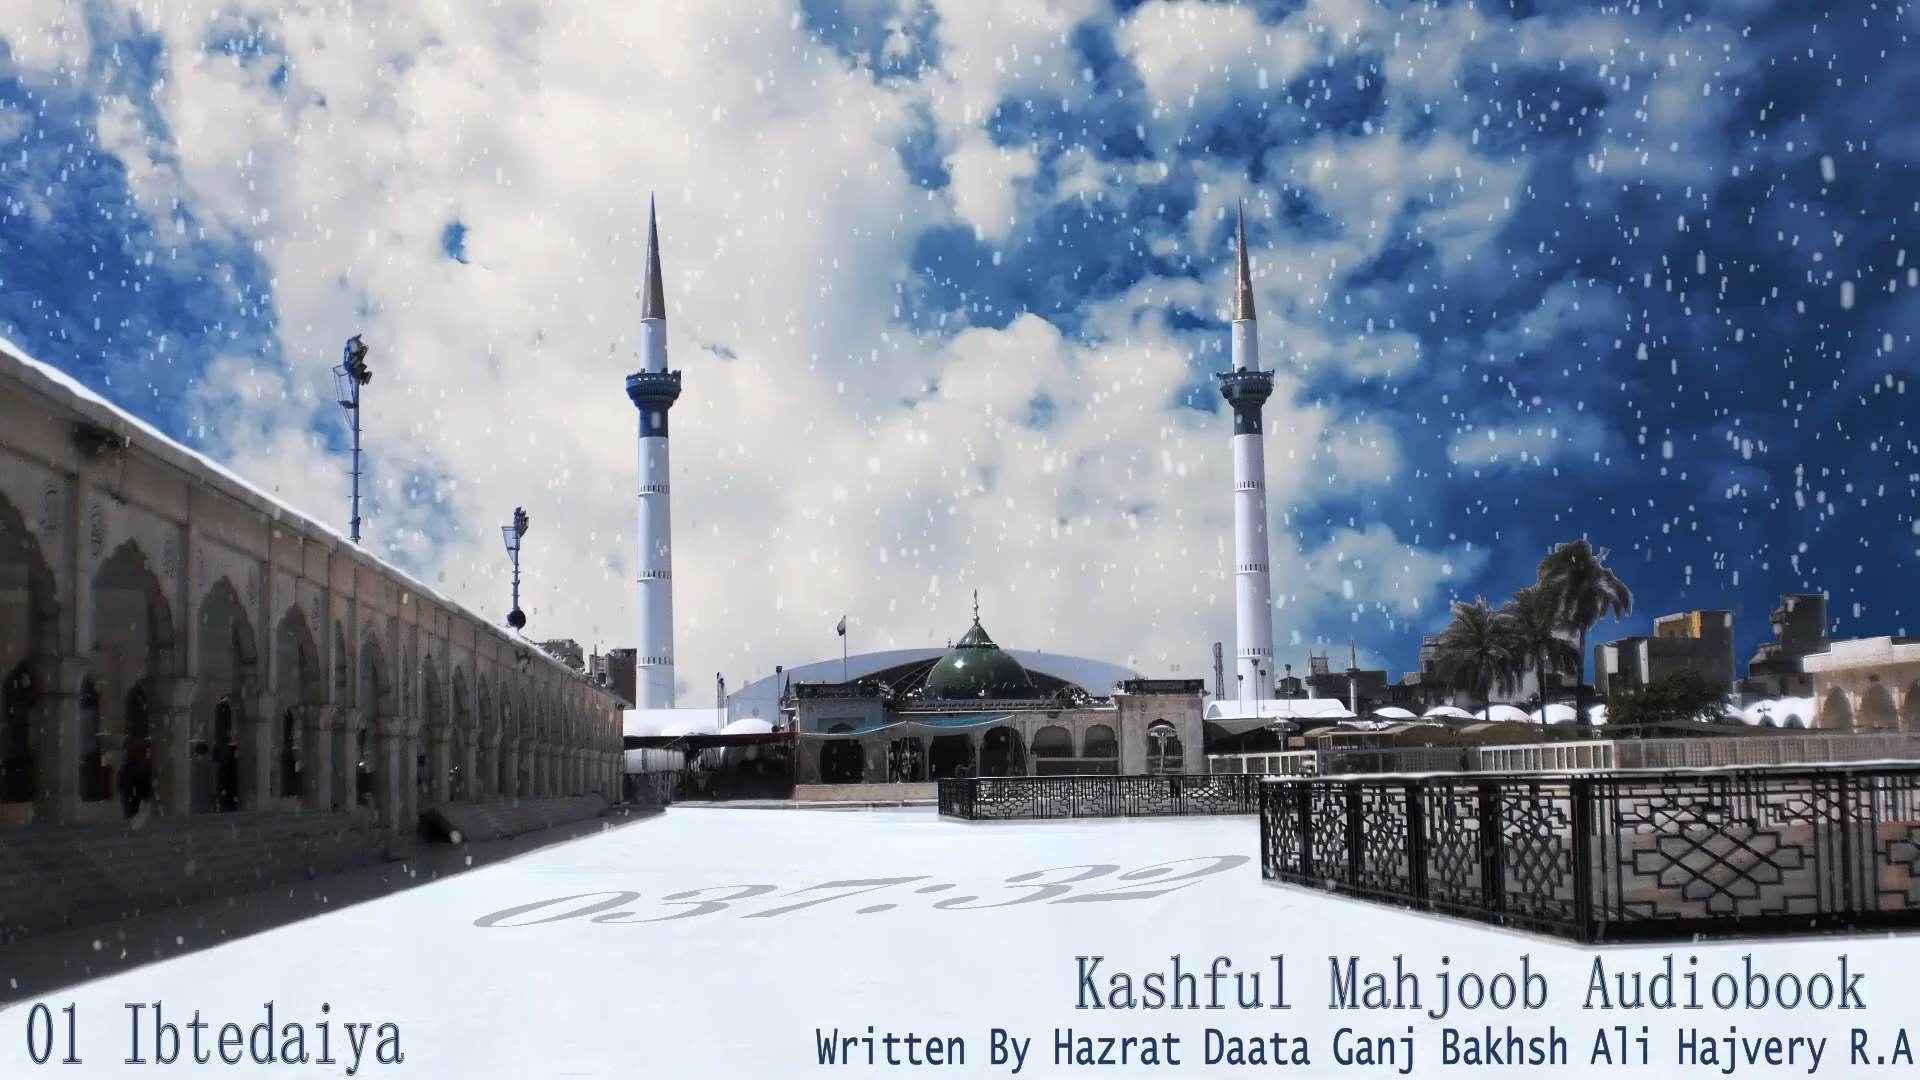 037:32
Kashful Mahjoob Audiobook
01 Ibtedaiya
Written By Hazrat Daata Ganj Bakhsh Ali Hajvery R.A